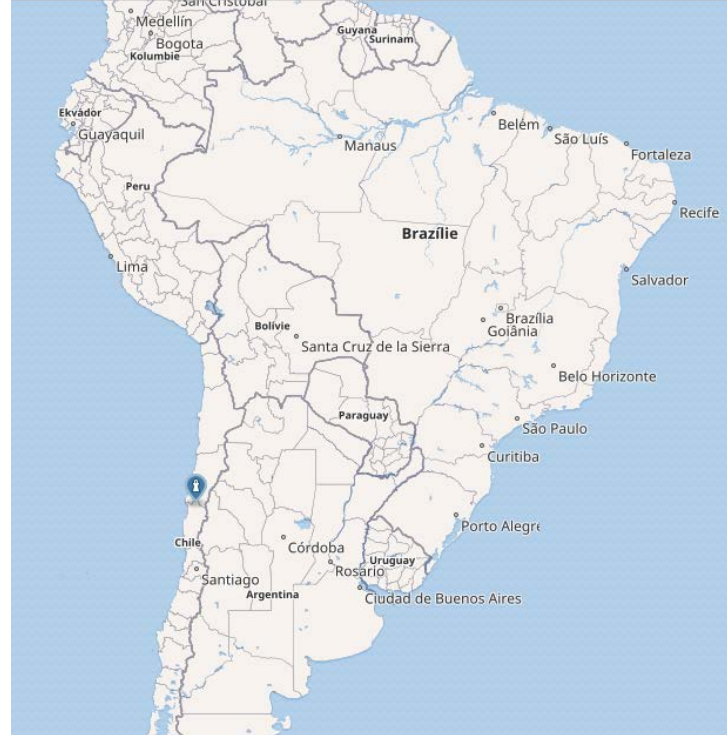 San Cristóbal
Medellín
Bogota
Kolumbie
Guyana
Surinam
Ekvádor
Guayaquil
Manaus
Belém
São Luís
Fortaleza
Peru
Recife
Brazílie
Lima
Salvador
Bolívie
Brazília
Goiânia
Santa Cruz de la Sierra
Belo Horizonte
Paraguay
São Paulo
Curitiba
Porto Alegre
Chile
Córdoba
Uruguay
Santiago
Rosario
Argentina
Ciudad de Buenos Aires